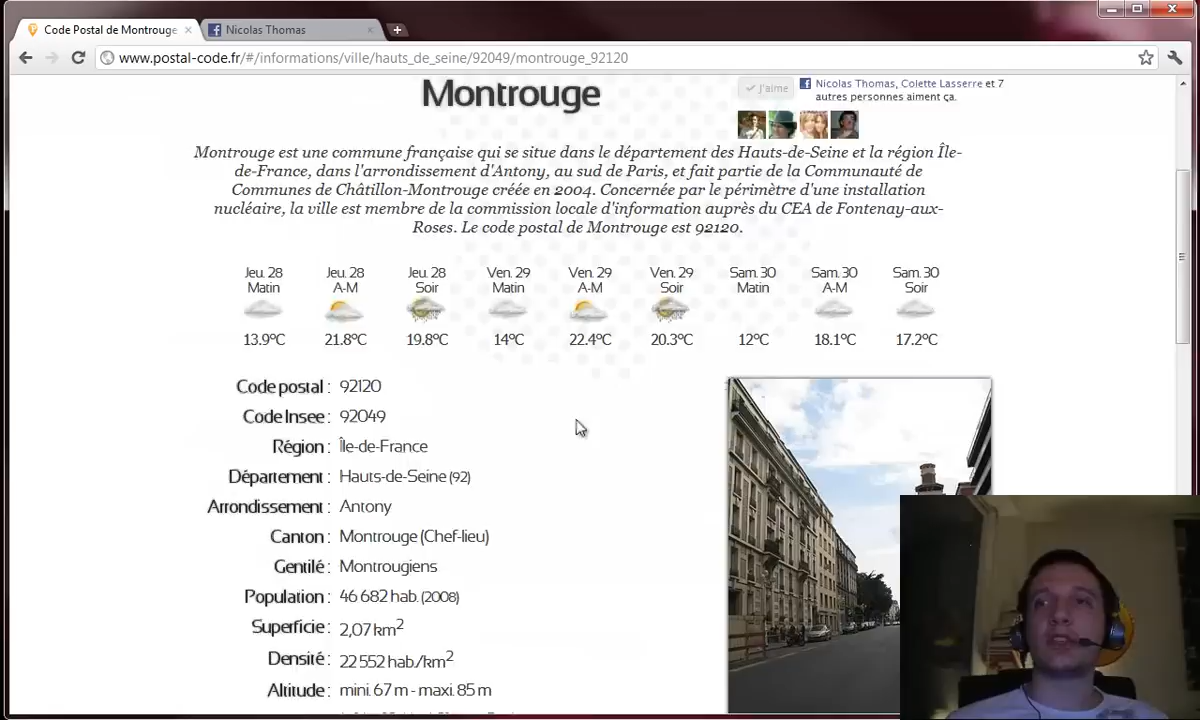 Code Postal de Montrouge
Nicolas Thomas
www.postal-code.fr/#/informations/ville/hauts_de_seine/92049/montrouge_92120
Montrouge
J'aime
Nicolas Thomas, Colette Lasserre et 7
autres personnes aiment ça.
Montrouge est une commune française qui se situe dans le département des Hauts-de-Seine et la région Île-
de-France, dans l'arrondissement d'Antony, au sud de Paris, et fait partie de la Communauté de
Communes de Châtillon-Montrouge créée en 2004. Concernée par le périmètre d'une installation
nucléaire, la ville est membre de la commission locale d'information auprès du CEA de Fontenay-aux-
Roses. Le code postal de Montrouge est 92120.
Jeu. 28 Jeu. 28 Jeu. 28 Ven. 29 Ven. 29 Ven. 29 Sam. 30 Sam. 30 Sam. 30
Matin A-M Soir Matin A-M Soir Matin A-M Soir
13.9°C 21.8°C 19.8°C 14°C 22.4°C 20.3°C 12°C 18.1°C 17.2°C
Code postal : 92120
Code Insee : 92049
Région : Île-de-France
Département : Hauts-de-Seine (92)
Arrondissement : Antony
Canton : Montrouge (Chef-lieu)
Gentilé : Montrougiens
Population : 46 682 hab. (2008)
Superficie : 2,07 km²
Densité : 22 552 hab./km²
Altitude : mini. 67 m - maxi. 85 m